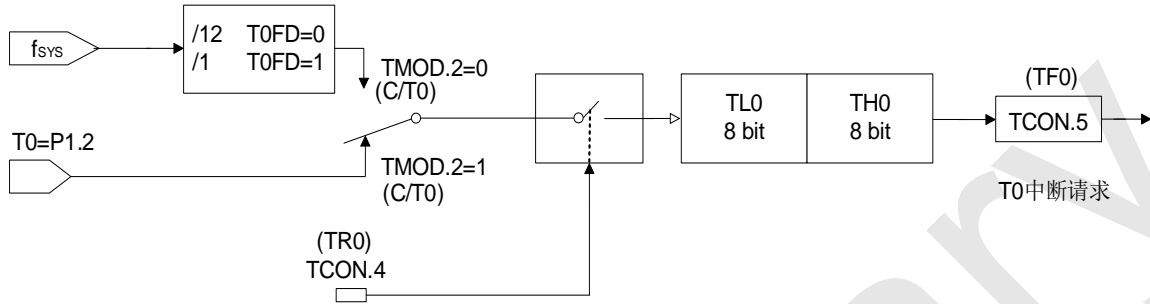 fSYS
/12 T0FD=0
/1 T0FD=1
TMOD.2=0
(C/T0)
T0=P1.2
TMOD.2=1
(C/T0)
(TR0)
TCON.4
TL0
8 bit
TH0
8 bit
(TF0)
TCON.5
T0中断请求